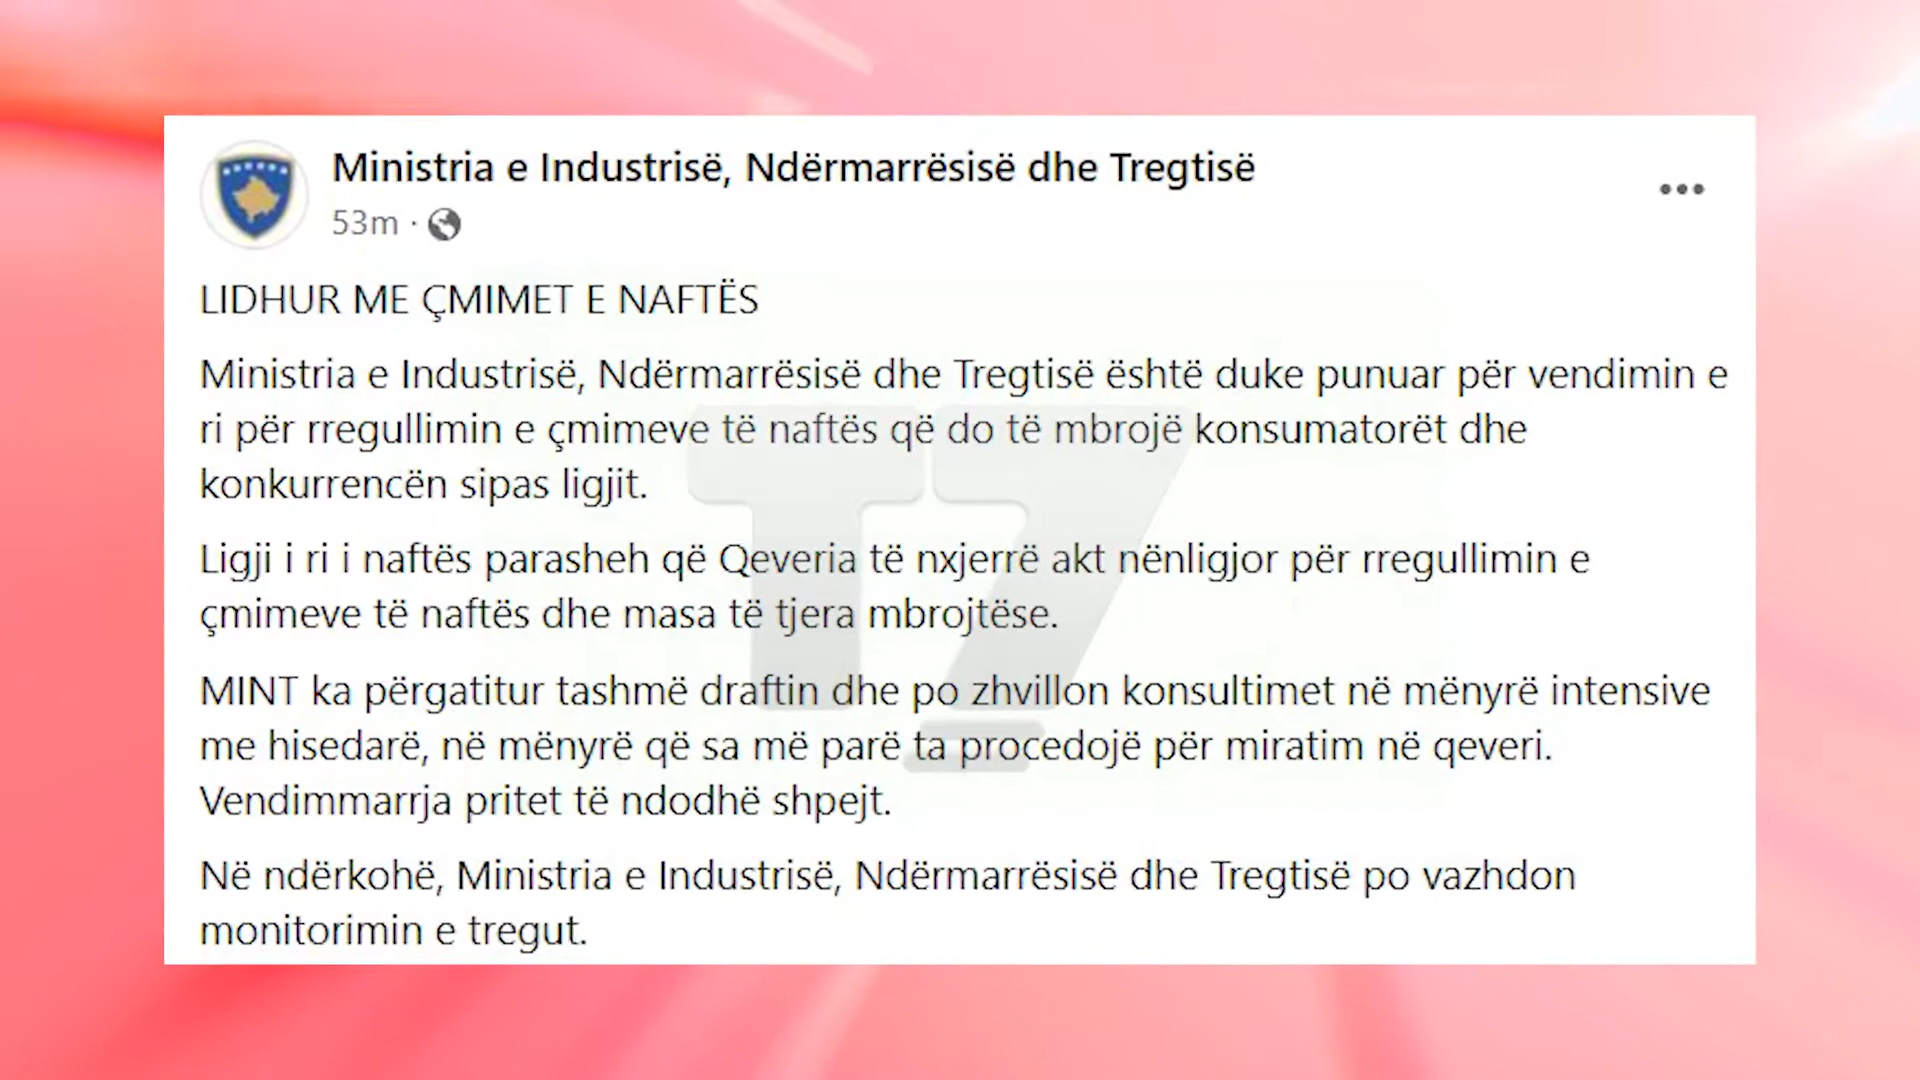 Ministria e Industrisë, Ndërmarrësisë dhe Tregtisë
53m ·
LIDHUR ME ÇMIMET E NAFTËS
Ministria e Industrisë, Ndërmarrësisë dhe Tregtisë është duke punuar për vendimin e
ri për rregullimin e çmimeve të naftës që do të mbrojë konsumatorët dhe
konkurrencën sipas ligjit.
Ligji i ri i naftës parasheh që Qeveria të nxjerrë akt nënligjor për rregullimin e
çmimeve të naftës dhe masa të tjera mbrojtëse.
MINT ka përgatitur tashmë draftin dhe po zhvillon konsultimet në mënyrë intensive
me hisedarë, në mënyrë që sa më parë ta procedojë për miratim në qeveri.
Vendimmarrja pritet të ndodhë shpejt.
Në ndërkohë, Ministria e Industrisë, Ndërmarrësisë dhe Tregtisë po vazhdon
monitorimin e tregut.
T7